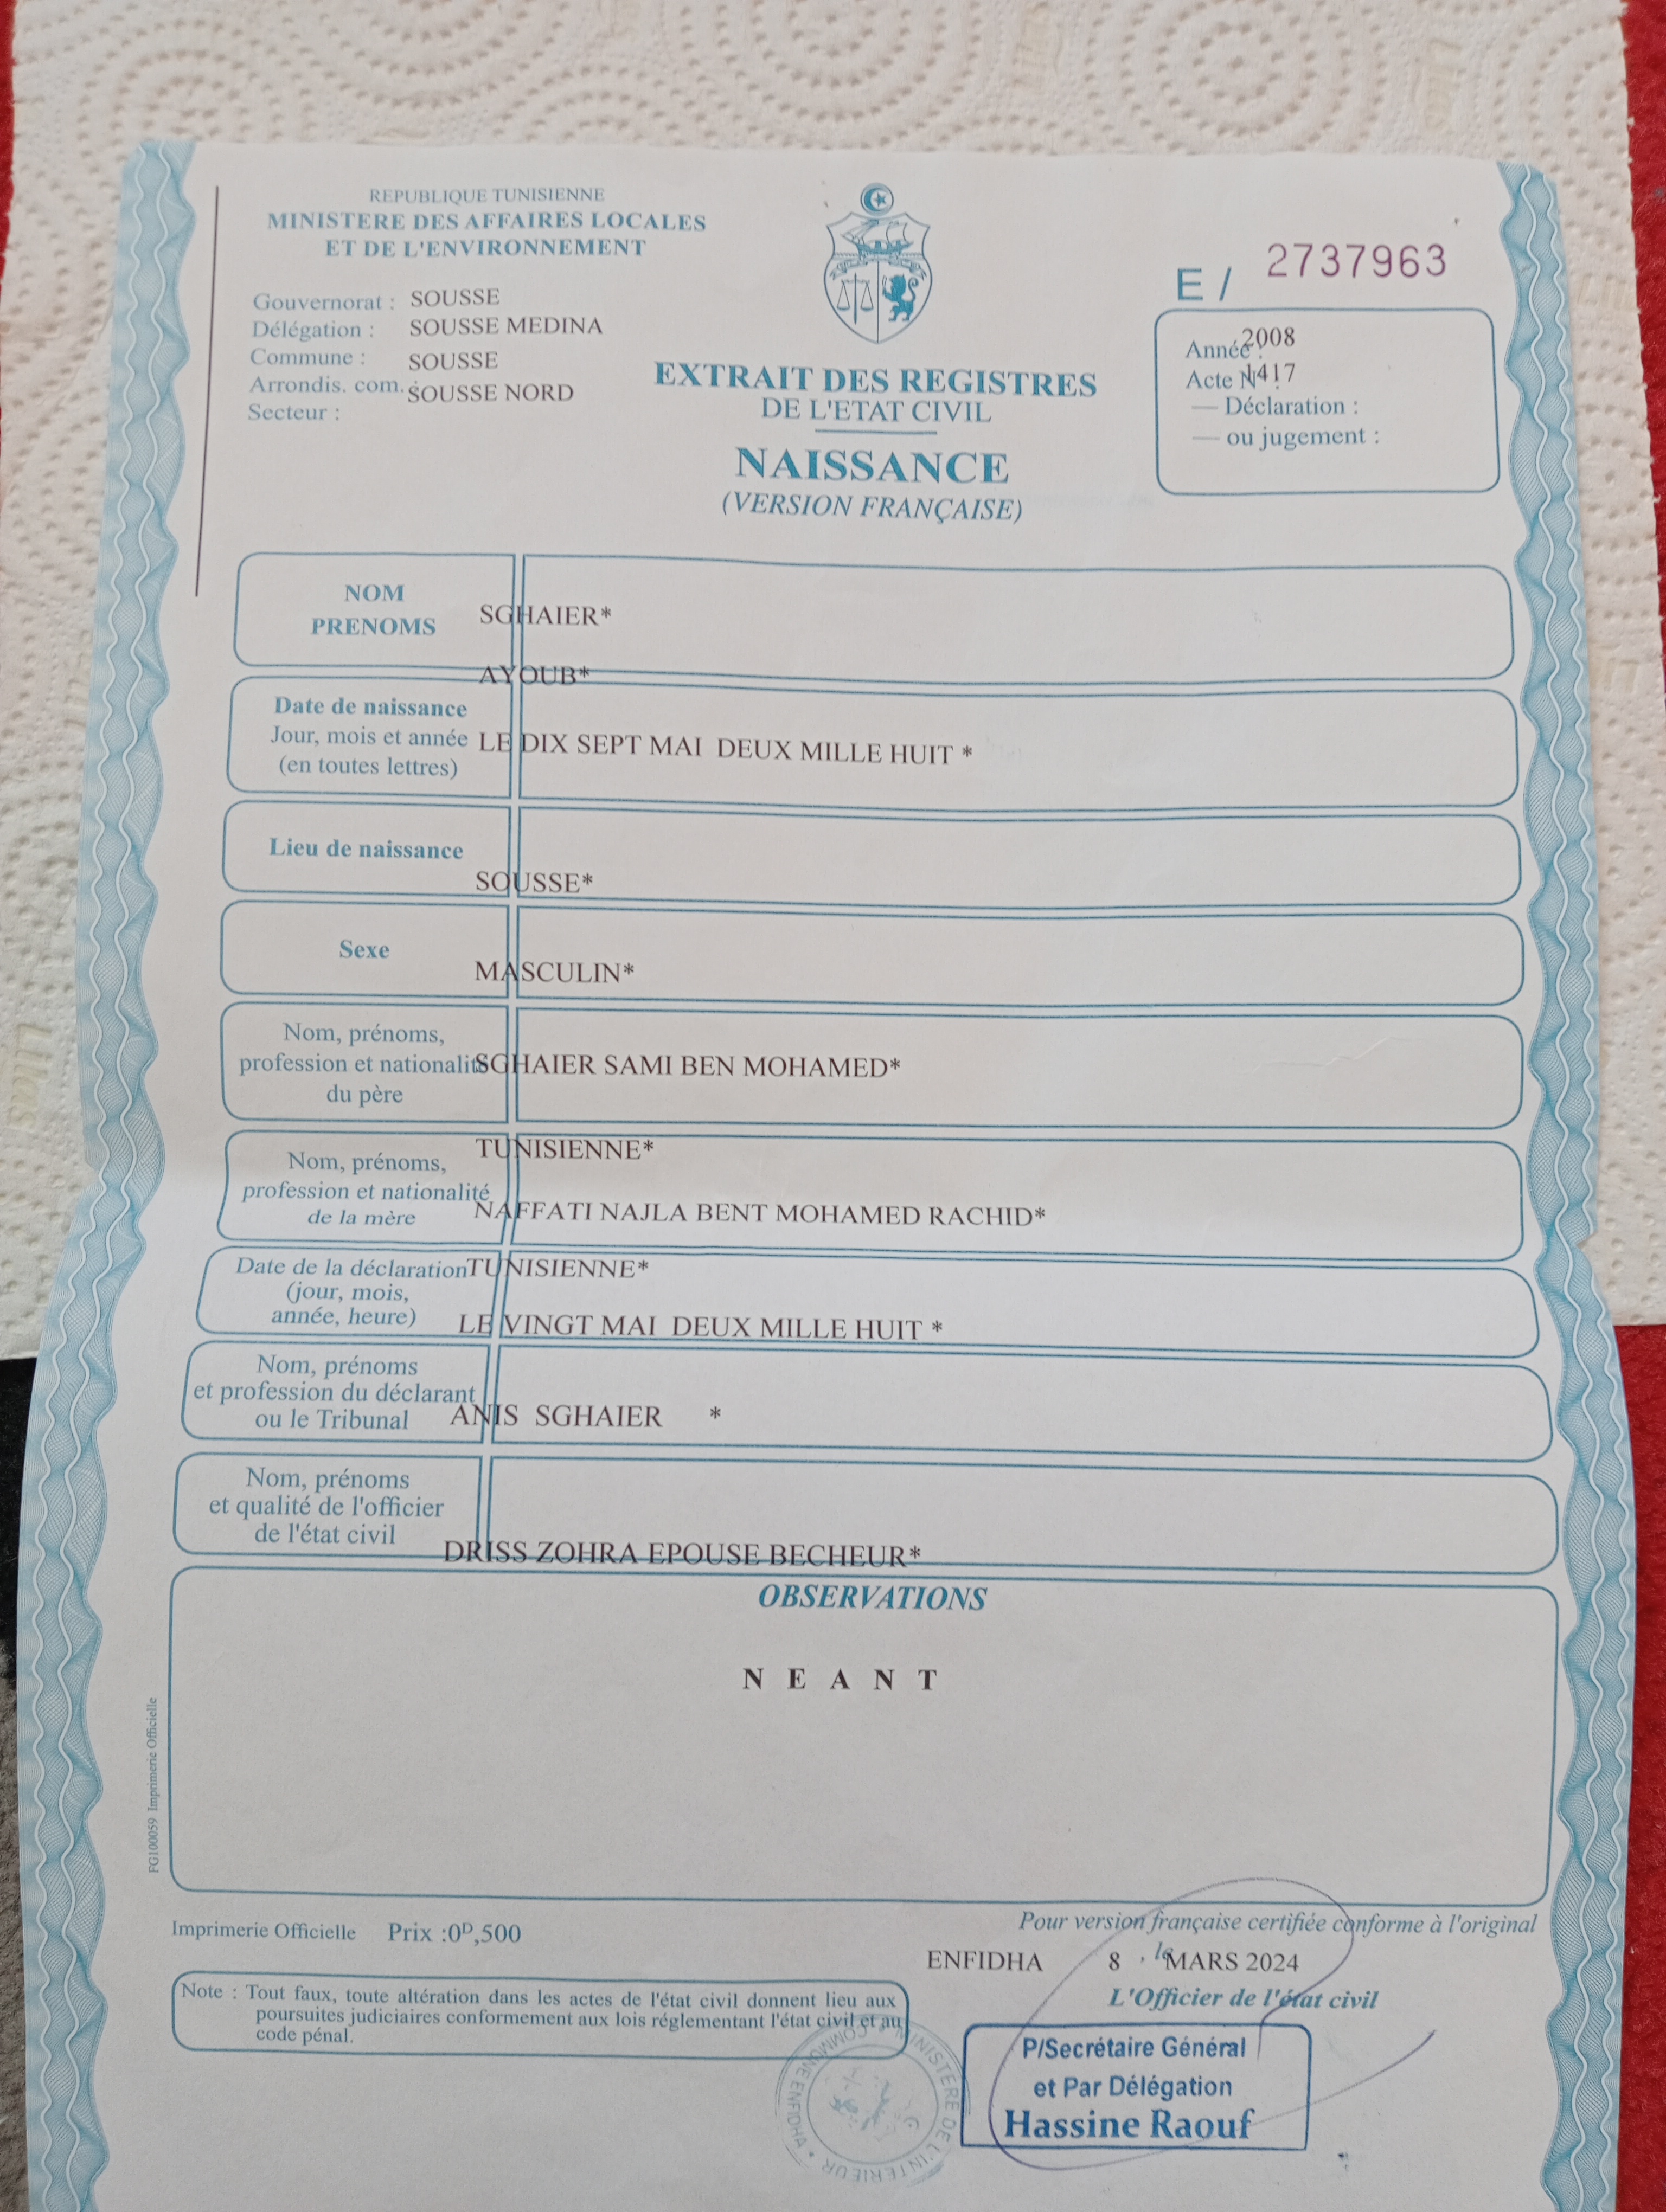 REPUBLIQUE TUNISIENNE
MINISTERE DES AFFAIRES LOCALES
ET DE L'ENVIRONNEMENT
Gouvernorat : SOUSSE
Délégation : SOUSSE MEDINA
Commune : SOUSSE
Arrondis. com. : SOUSSE NORD
Secteur :
E / 2737963
Année : 2008
Acte N° : 1417
— Déclaration :
— ou jugement :
EXTRAIT DES REGISTRES
DE L'ETAT CIVIL
NAISSANCE
(VERSION FRANÇAISE)
NOM
PRENOMS
SGHAIER*
AYOUB*
Date de naissance
Jour, mois et année
(en toutes lettres)
LE DIX SEPT MAI DEUX MILLE HUIT *
Lieu de naissance
SOUSSE*
Sexe
MASCULIN*
Nom, prénoms,
profession et nationalité
du père
SGHAIER SAMI BEN MOHAMED*
TUNISIENNE*
Nom, prénoms,
profession et nationalité
de la mère
NAFFATI NAJLA BENT MOHAMED RACHID*
TUNISIENNE*
Date de la déclaration
(jour, mois,
année, heure)
LE VINGT MAI DEUX MILLE HUIT *
Nom, prénoms
et profession du déclarant
ou le Tribunal
ANIS SGHAIER *
Nom, prénoms
et qualité de l'officier
de l'état civil
DRISS ZOHRA EPOUSE BECHEUR*
OBSERVATIONS
N E A N T
FG100059 Imprimerie Officielle
Imprimerie Officielle Prix :0D,500
Pour version française certifiée conforme à l'original
ENFIDHA 8 , le MARS 2024
L'Officier de l'état civil
Note : Tout faux, toute altération dans les actes de l'état civil donnent lieu aux
poursuites judiciaires conformement aux lois réglementant l'état civil et au
code pénal.
P/Secrétaire Général
et Par Délégation
Hassine Raouf
MINISTERE DE L'INTERIEUR • COMMUNE ENFIDHA •